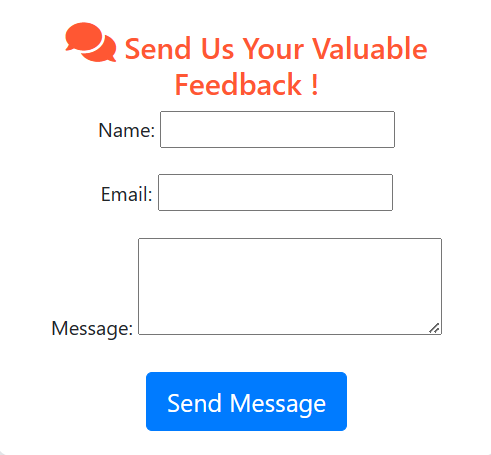 Send Us Your Valuable
Feedback !
Name:
Email:
Message:
Send Message